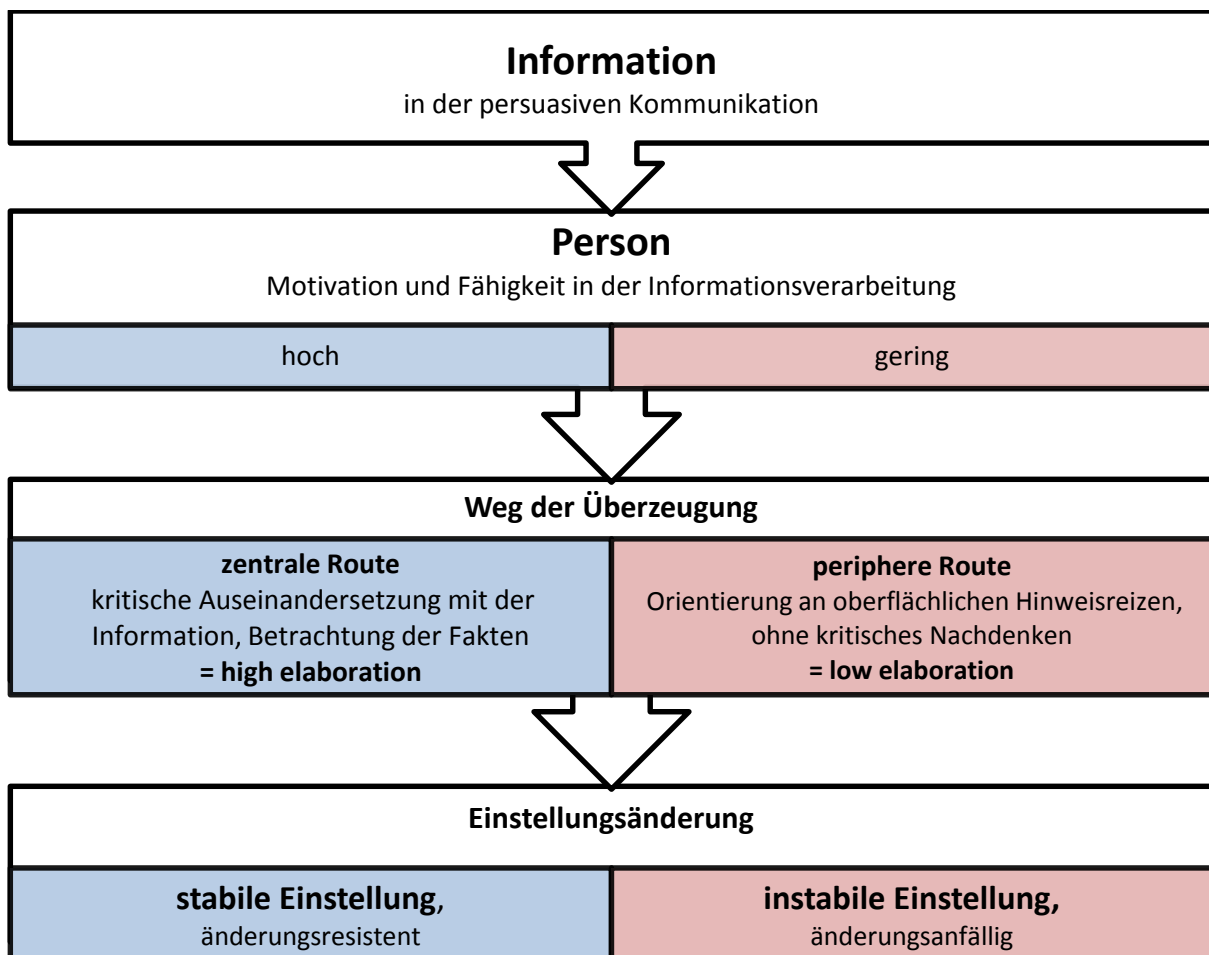 Information
in der persuasiven Kommunikation
Person
Motivation und Fähigkeit in der Informationsverarbeitung
hoch
gering
Weg der Überzeugung
zentrale Route
kritische Auseinandersetzung mit der
Information, Betrachtung der Fakten
= high elaboration
periphere Route
Orientierung an oberflächlichen Hinweisreizen,
ohne kritisches Nachdenken
= low elaboration
Einstellungsänderung
stabile Einstellung,
änderungsresistent
instabile Einstellung,
änderungsanfällig